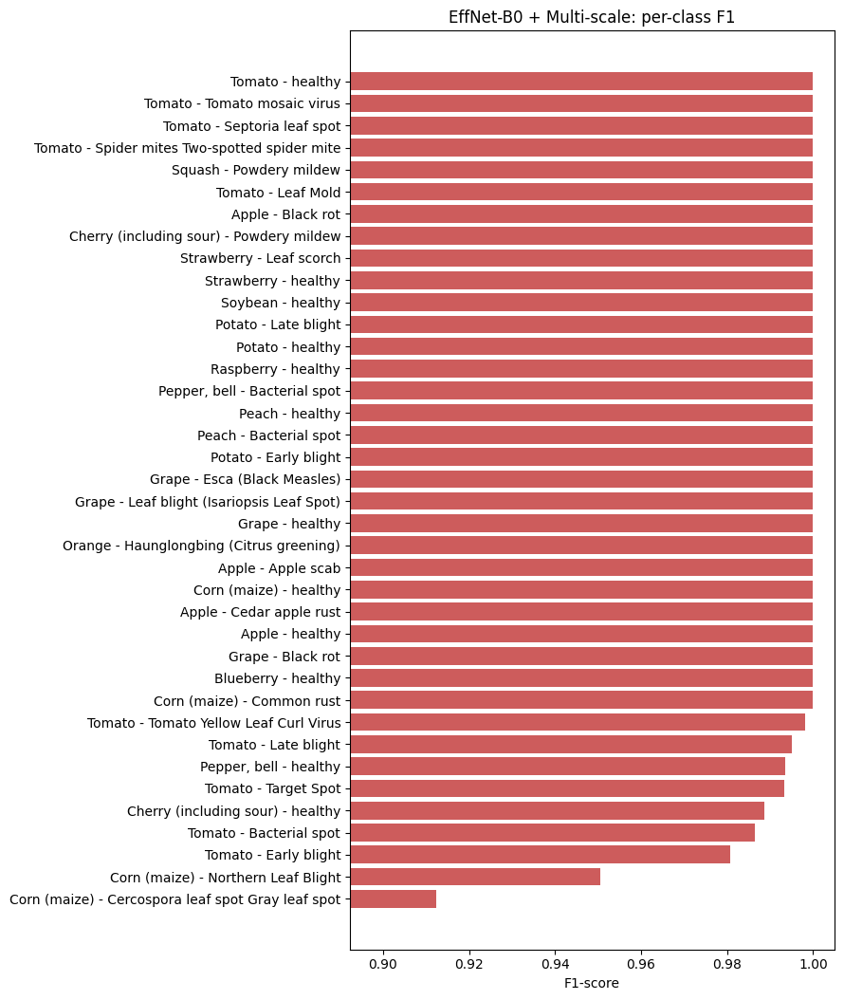 EffNet-B0 + Multi-scale: per-class F1
Tomato - healthy
Tomato - Tomato mosaic virus
Tomato - Septoria leaf spot
Tomato - Spider mites Two-spotted spider mite
Squash - Powdery mildew
Tomato - Leaf Mold
Apple - Black rot
Cherry (including sour) - Powdery mildew
Strawberry - Leaf scorch
Strawberry - healthy
Soybean - healthy
Potato - Late blight
Potato - healthy
Raspberry - healthy
Pepper, bell - Bacterial spot
Peach - healthy
Peach - Bacterial spot
Potato - Early blight
Grape - Esca (Black Measles)
Grape - Leaf blight (Isariopsis Leaf Spot)
Grape - healthy
Orange - Haunglongbing (Citrus greening)
Apple - Apple scab
Corn (maize) - healthy
Apple - Cedar apple rust
Apple - healthy
Grape - Black rot
Blueberry - healthy
Corn (maize) - Common rust
Tomato - Tomato Yellow Leaf Curl Virus
Tomato - Late blight
Pepper, bell - healthy
Tomato - Target Spot
Cherry (including sour) - healthy
Tomato - Bacterial spot
Tomato - Early blight
Corn (maize) - Northern Leaf Blight
Corn (maize) - Cercospora leaf spot Gray leaf spot
0.90 0.92 0.94 0.96 0.98 1.00
F1-score